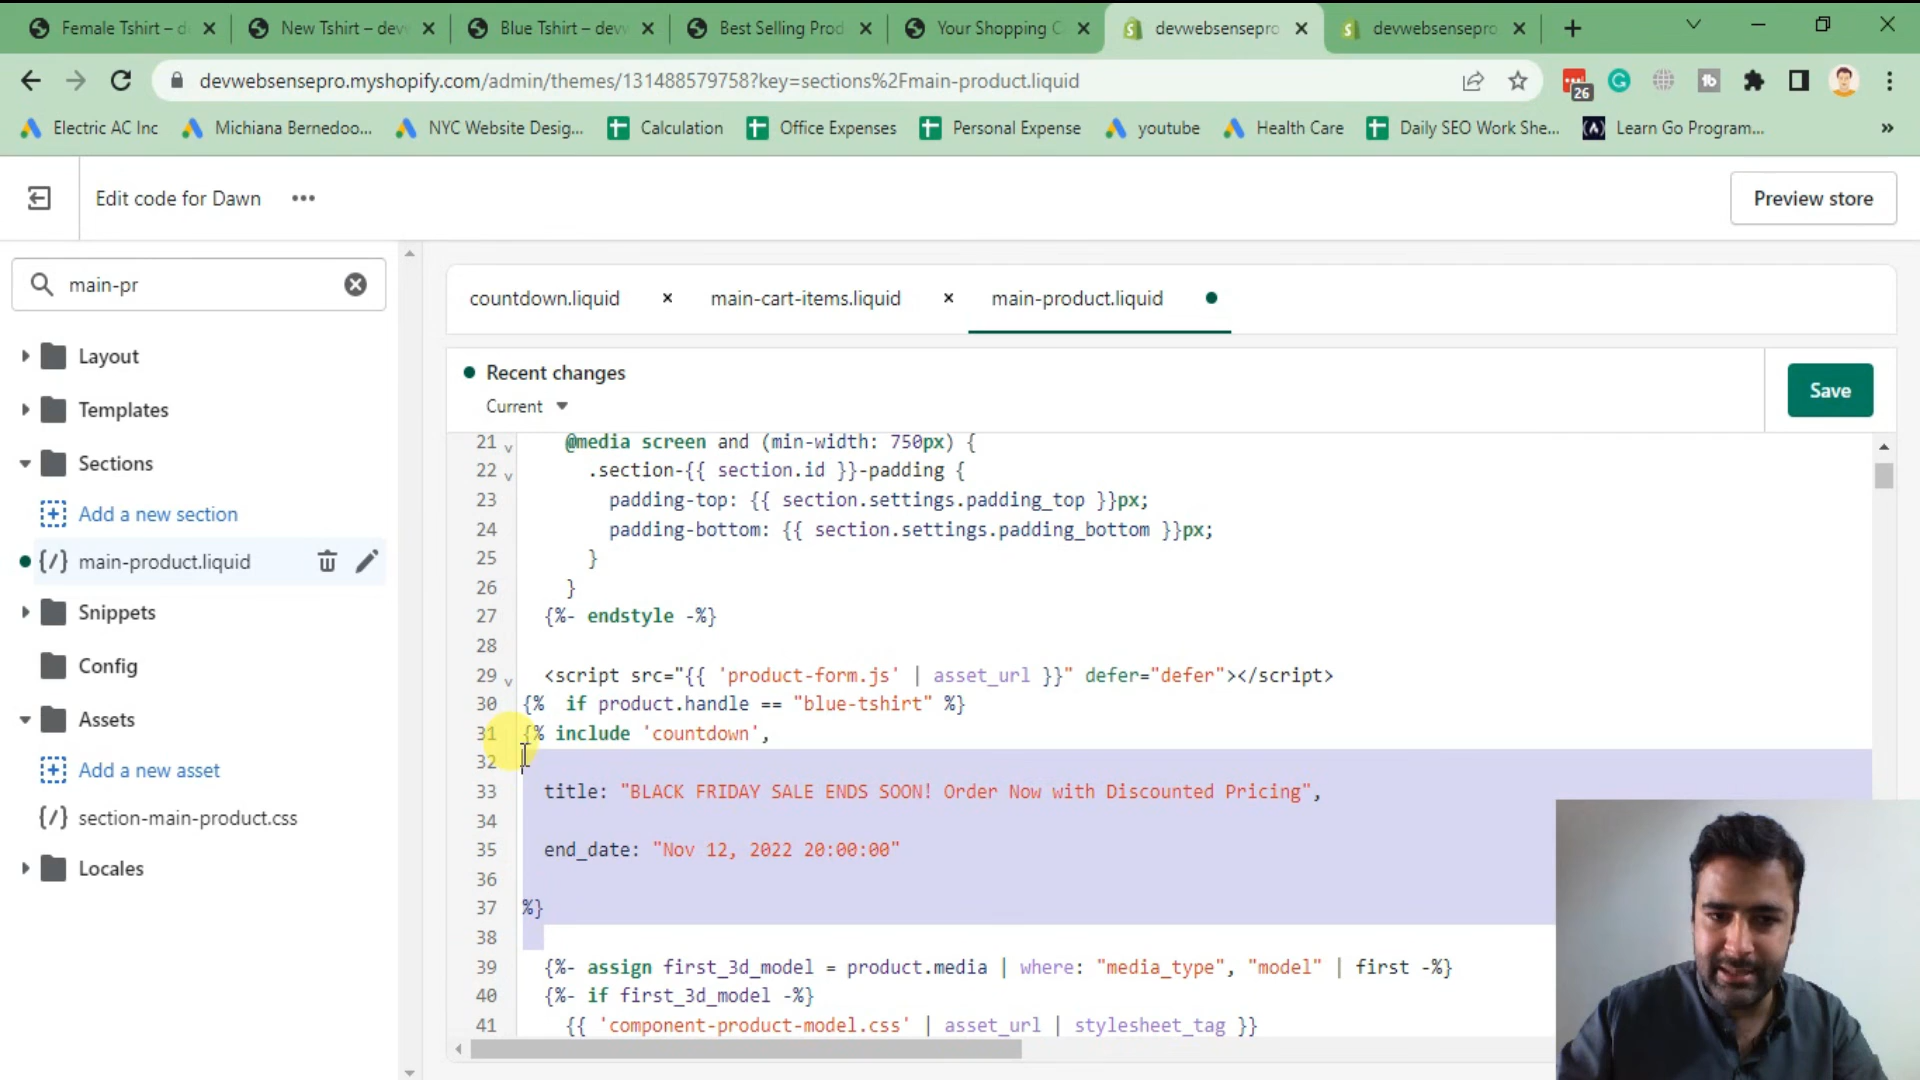 Female Tshirt – d
New Tshirt – dev
Blue Tshirt – dev
Best Selling Prod
Your Shopping C
devwebsensepro
devwebsensepro
devwebsensepro.myshopify.com/admin/themes/131488579758?key=sections%2Fmain-product.liquid
26
Electric AC Inc
Michiana Bernedoo...
NYC Website Desig...
Calculation
Office Expenses
Personal Expense
youtube
Health Care
Daily SEO Work She...
Learn Go Program...
»
Edit code for Dawn
Preview store
main-pr
Layout
Templates
Sections
Add a new section
{/} main-product.liquid
Snippets
Config
Assets
Add a new asset
{/} section-main-product.css
Locales
countdown.liquid
main-cart-items.liquid
main-product.liquid
Recent changes
Current
Save
21 @media screen and (min-width: 750px) {
22 .section-{{ section.id }}-padding {
23 padding-top: {{ section.settings.padding_top }}px;
24 padding-bottom: {{ section.settings.padding_bottom }}px;
25 }
26 }
27 {%- endstyle -%}
28
29 <script src="{{ 'product-form.js' | asset_url }}" defer="defer"></script>
30 {% if product.handle == "blue-tshirt" %}
31 {% include 'countdown',
32
33 title: "BLACK FRIDAY SALE ENDS SOON! Order Now with Discounted Pricing",
34
35 end_date: "Nov 12, 2022 20:00:00"
36
37 %}
38
39 {%- assign first_3d_model = product.media | where: "media_type", "model" | first -%}
40 {%- if first_3d_model -%}
41 {{ 'component-product-model.css' | asset_url | stylesheet_tag }}